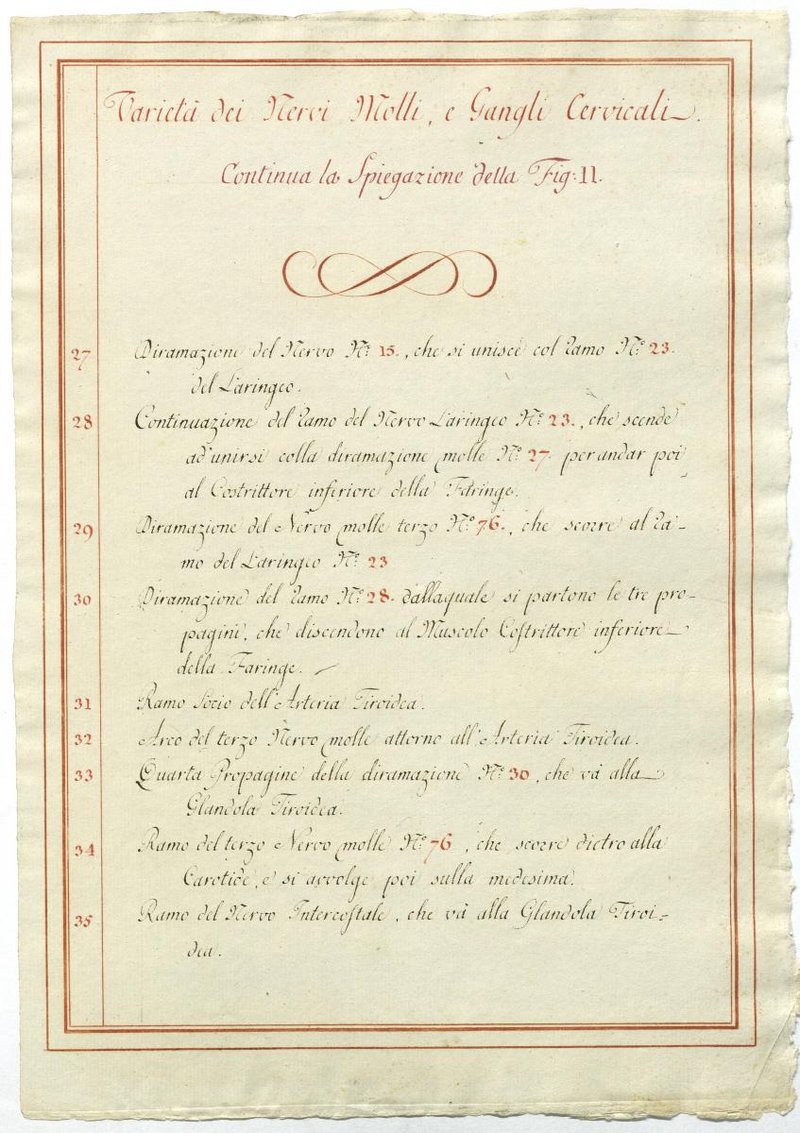 Varietà dei Nervi Molli, e Gangli Cervicali.
Continua la Spiegazione della Fig: II.
27 Diramazione del Nervo N.º 15., che si unisce col Ramo N.º 23.
del Laringeo.
28 Continuazione del Ramo del Nervo Laringeo N.º 23., che scende
ad unirsi colla diramazione molle N.º 27. per andar poi
al Costrittore inferiore della Faringe.
29 Diramazione del Nervo molle terzo N.º 76., che scorre al Ra-
mo del Laringeo N.º 23
30 Diramazione del Ramo N.º 28. dallaquale si partono le tre pro-
pagini, che discendono al Muscolo Coſtrittore inferiore
della Faringe.
31 Ramo Socio dell'Arteria Tiroidea.
32 Arco del terzo Nervo molle attorno all'Arteria Tiroidea.
33 Quarta Propagine della diramazione N.º 30, che và alla
Glandola Tiroidea.
34 Ramo del terzo Nervo molle N.º 76, che scorre dietro alla
Carotide, e si avvolge poi sulla medesima.
35 Ramo del Nervo Intercoſtale, che và alla Glandola Tiroi-
dea.